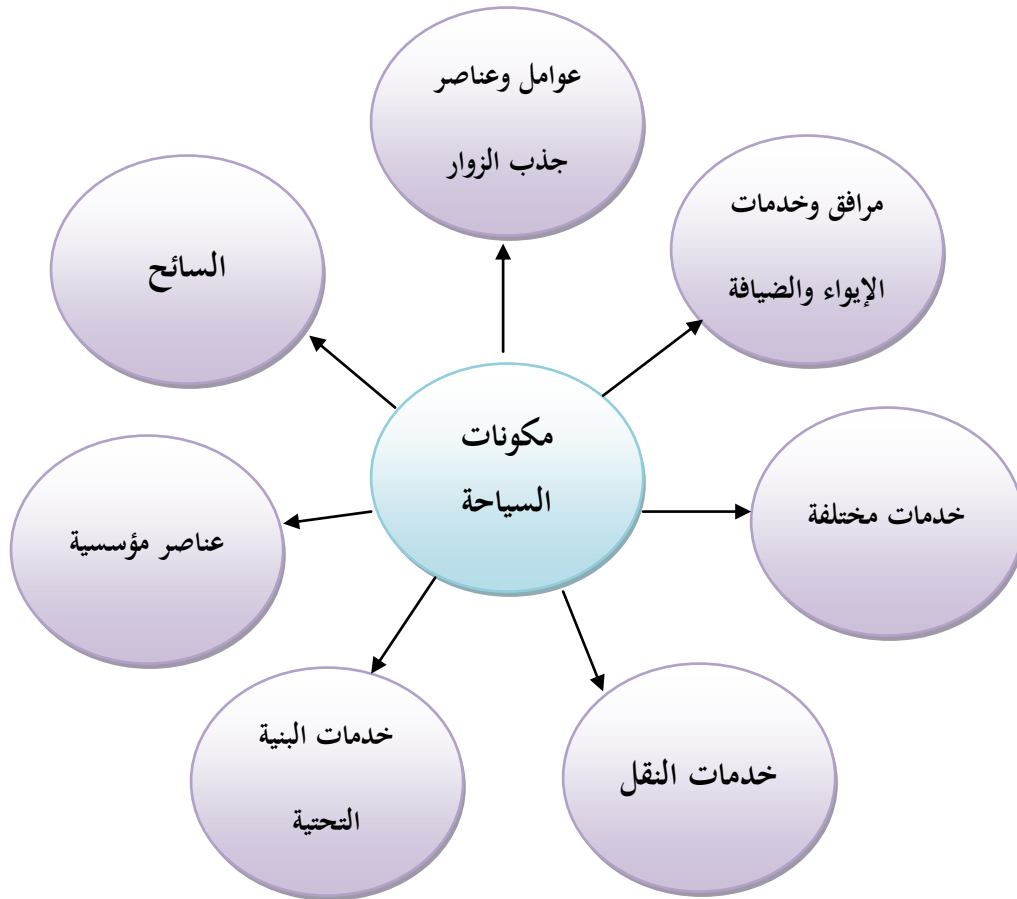 عوامل وعناصر
جذب الزوار
مرافق وخدمات
الإيواء والضيافة
السائح
مكونات
السياحة
خدمات مختلفة
عناصر مؤسسية
خدمات النقل
خدمات البنية
التحتية